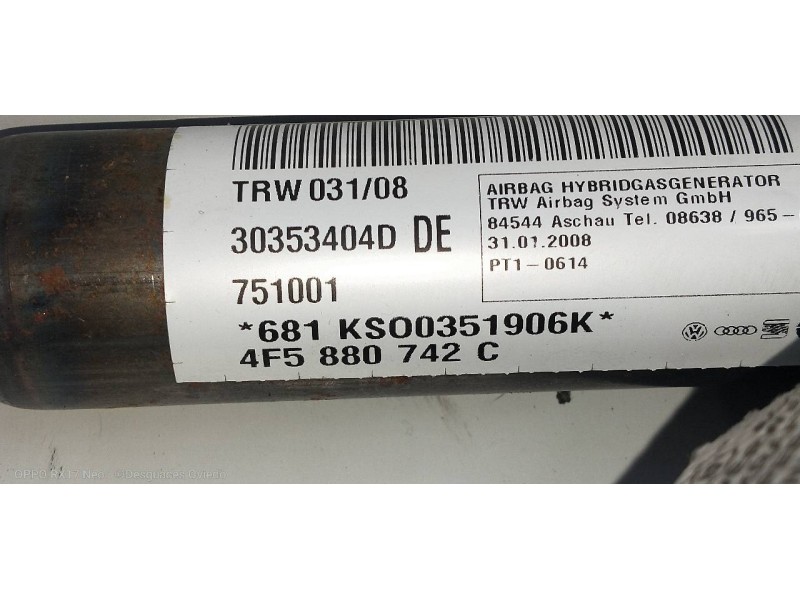 TRW 031/08
30353404D DE
751001
*681 KSO0351906K*
4F5 880 742 C
AIRBAG HYBRIDGASGENERATOR
TRW Airbag System GmbH
84544 Aschau Tel. 08638 / 965-
31.01.2008
PT1-0614